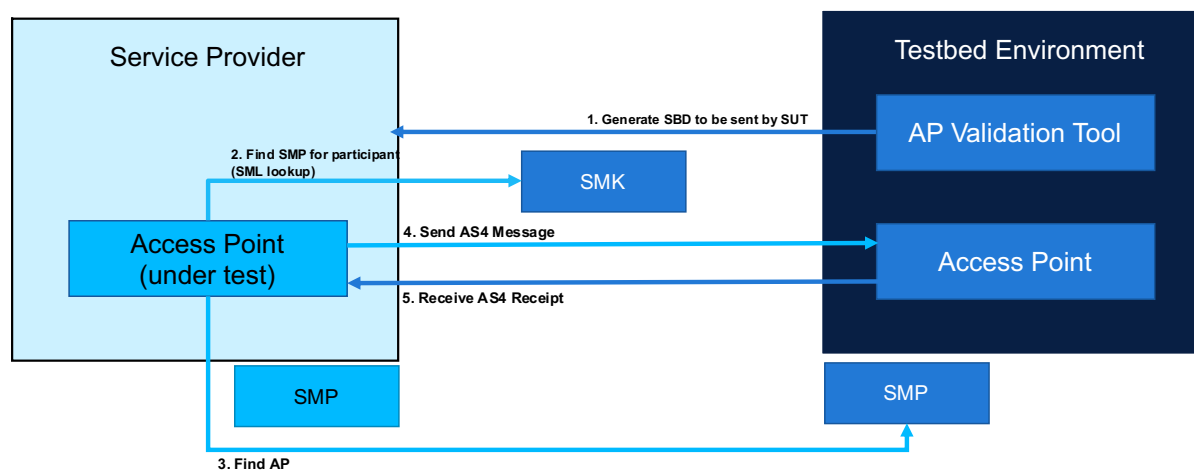 Service Provider
Testbed Environment
1. Generate SBD to be sent by SUT
AP Validation Tool
2. Find SMP for participant
(SML lookup)
SMK
Access Point
(under test)
4. Send AS4 Message
Access Point
5. Receive AS4 Receipt
SMP
SMP
3. Find AP